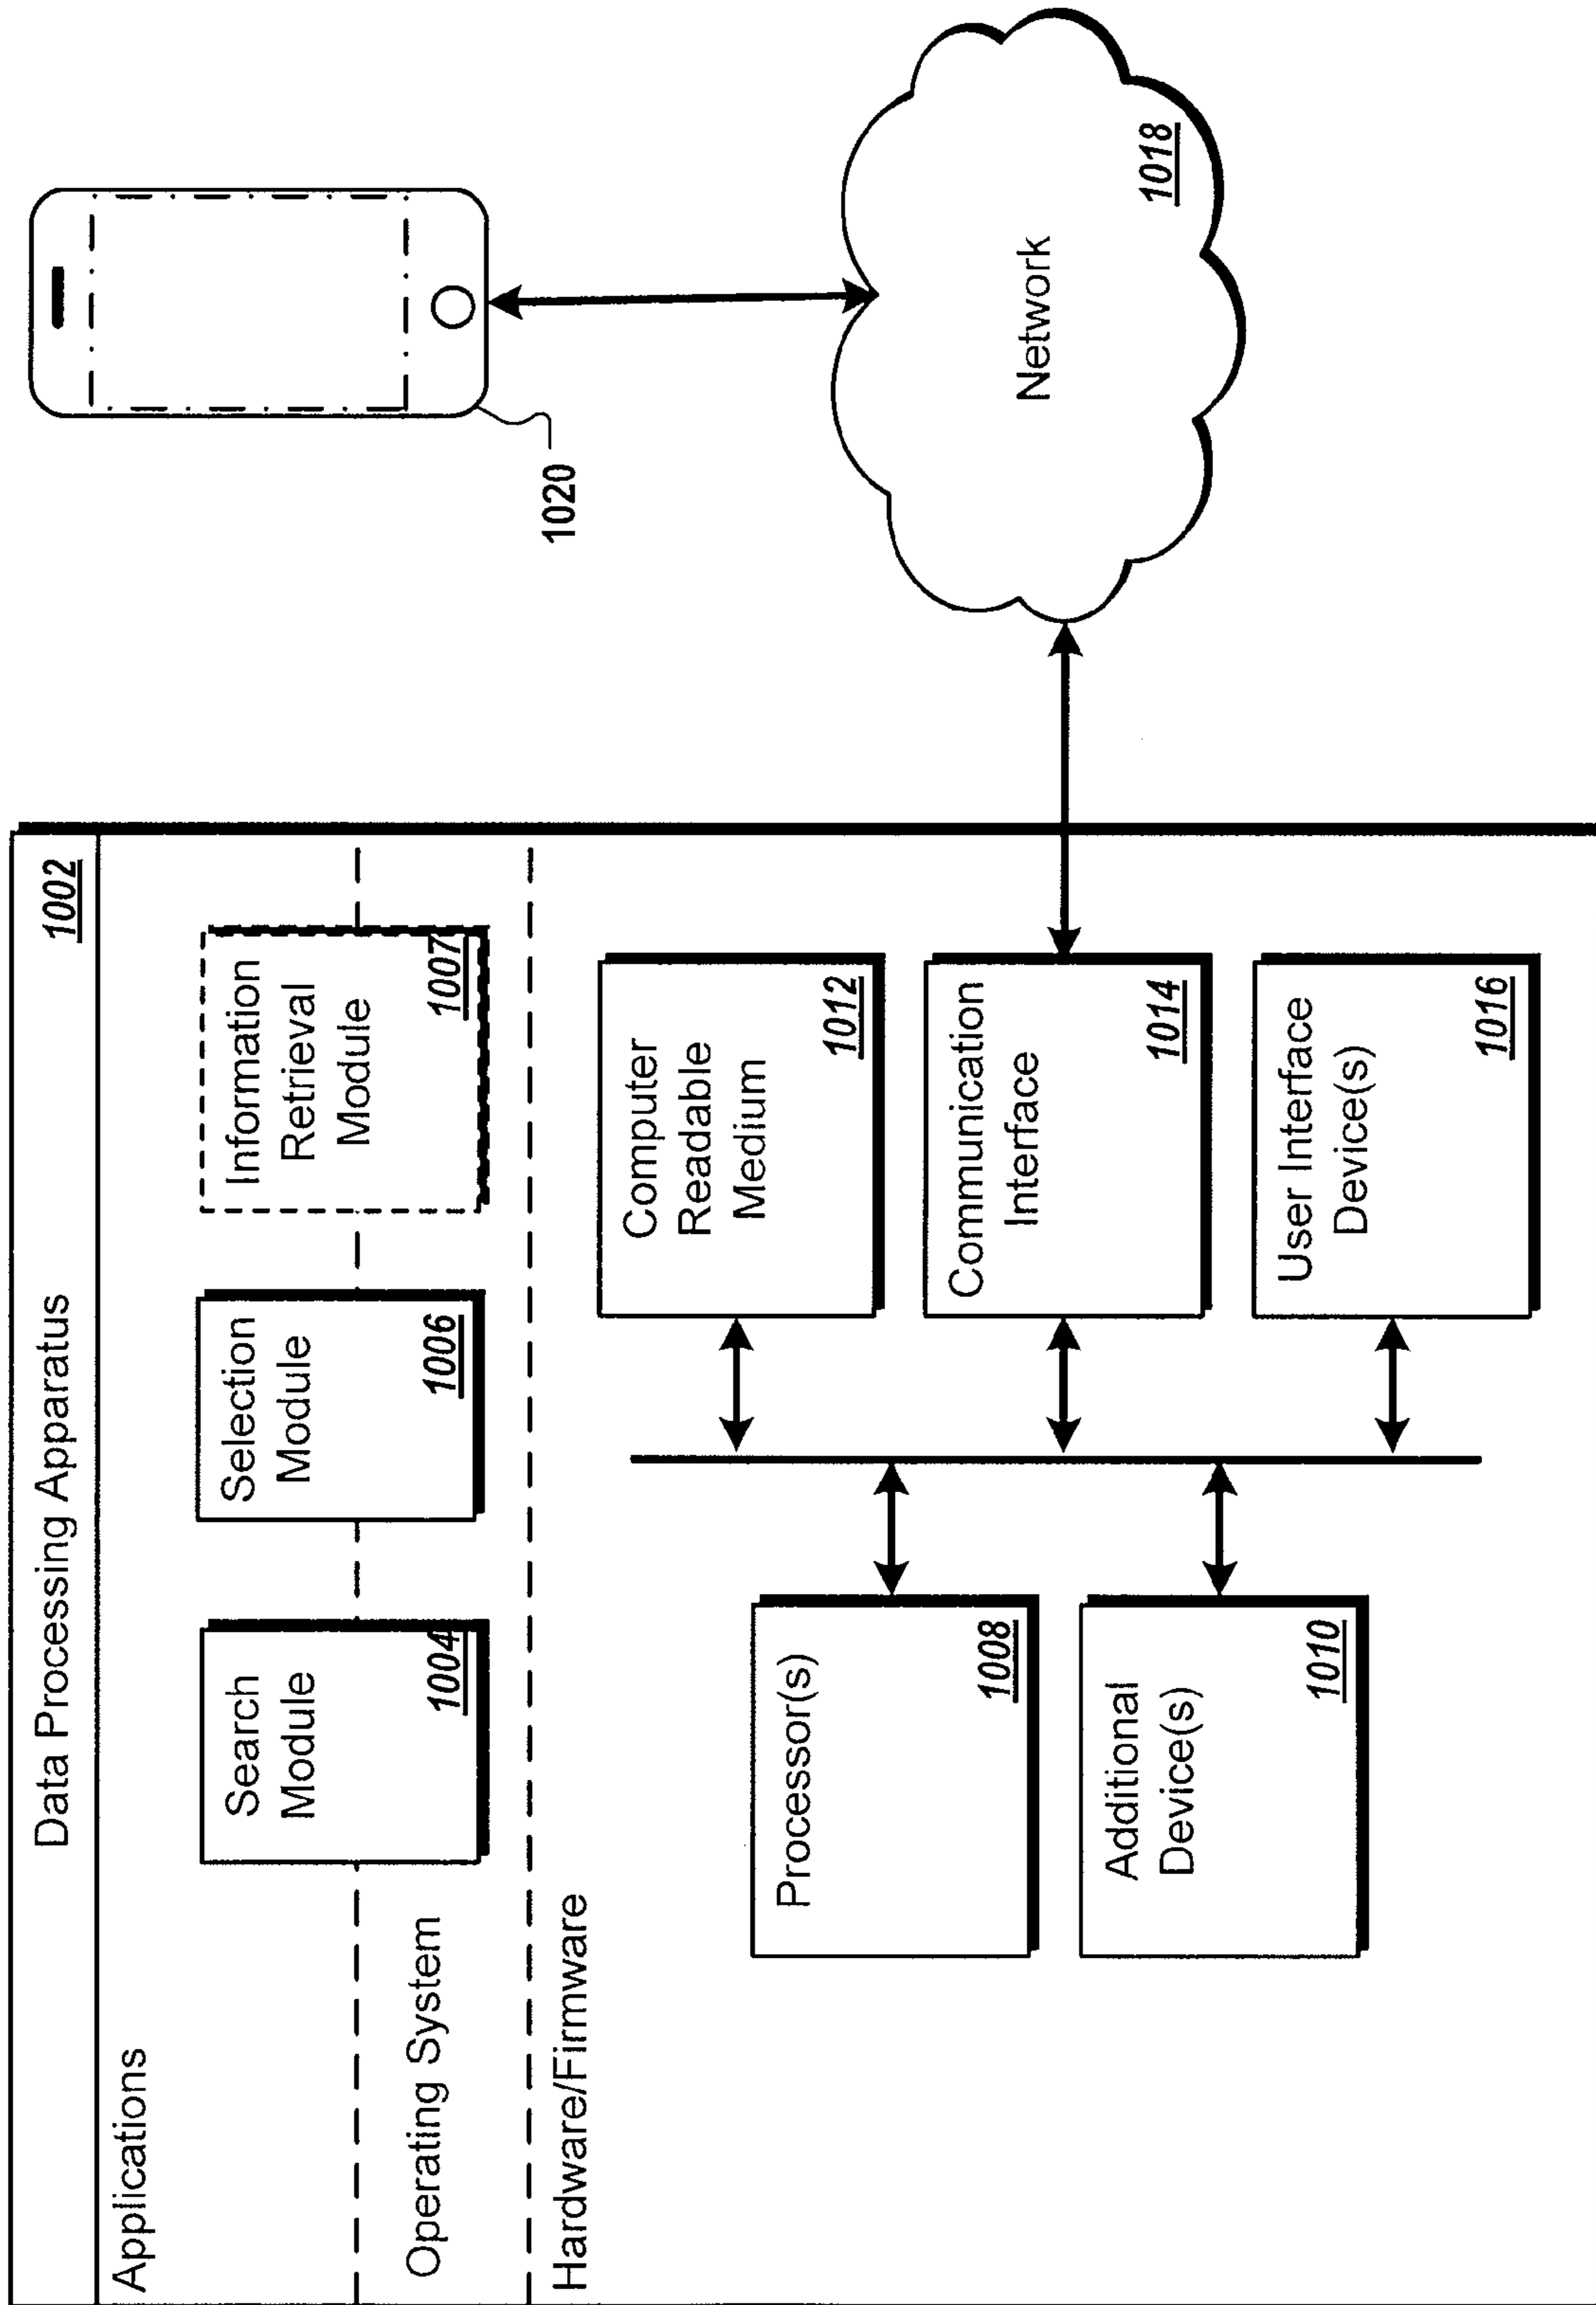 Data Processing Apparatus
1002
Applications
Search
Module
1004
Selection
Module
1006
Information
Retrieval
Module
1007
Operating System
Hardware/Firmware
Processor(s)
1008
Additional
Device(s)
1010
Computer
Readable
Medium
1012
Communication
Interface
1014
User Interface
Device(s)
1016
1020
Network
1018